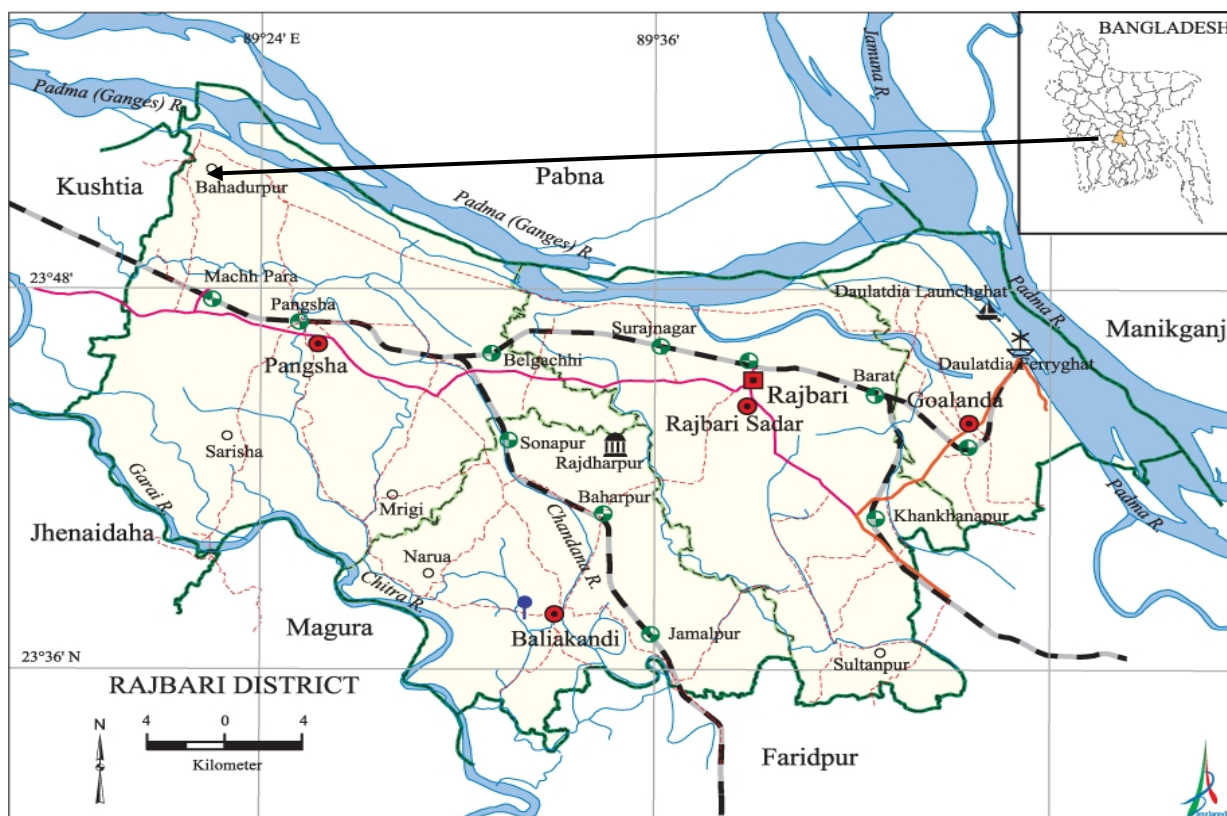 89°24' E
89°36'
BANGLADESH
Padma (Ganges) R.
Jamuna R.
Kushtia
Bahadurpur
Pabna
Padma (Ganges) R.
23°48'
Machh Para
Pangsha
Pangsha
Belgachhi
Surajnagar
Daulatdia Launchghat
Padma R.
Manikganj
Daulatdia Ferryghat
Barat
Rajbari
Goalanda
Rajbari Sadar
Sarisha
Sonapur
Rajdharpur
Garai R.
Mrigi
Baharpur
Khankhanapur
Padma R.
Jhenaidaha
Narua
Chandana R.
Chitra R.
Magura
Baliakandi
Jamalpur
Sultanpur
23°36' N
RAJBARI DISTRICT
N
4 0 4
Kilometer
Faridpur